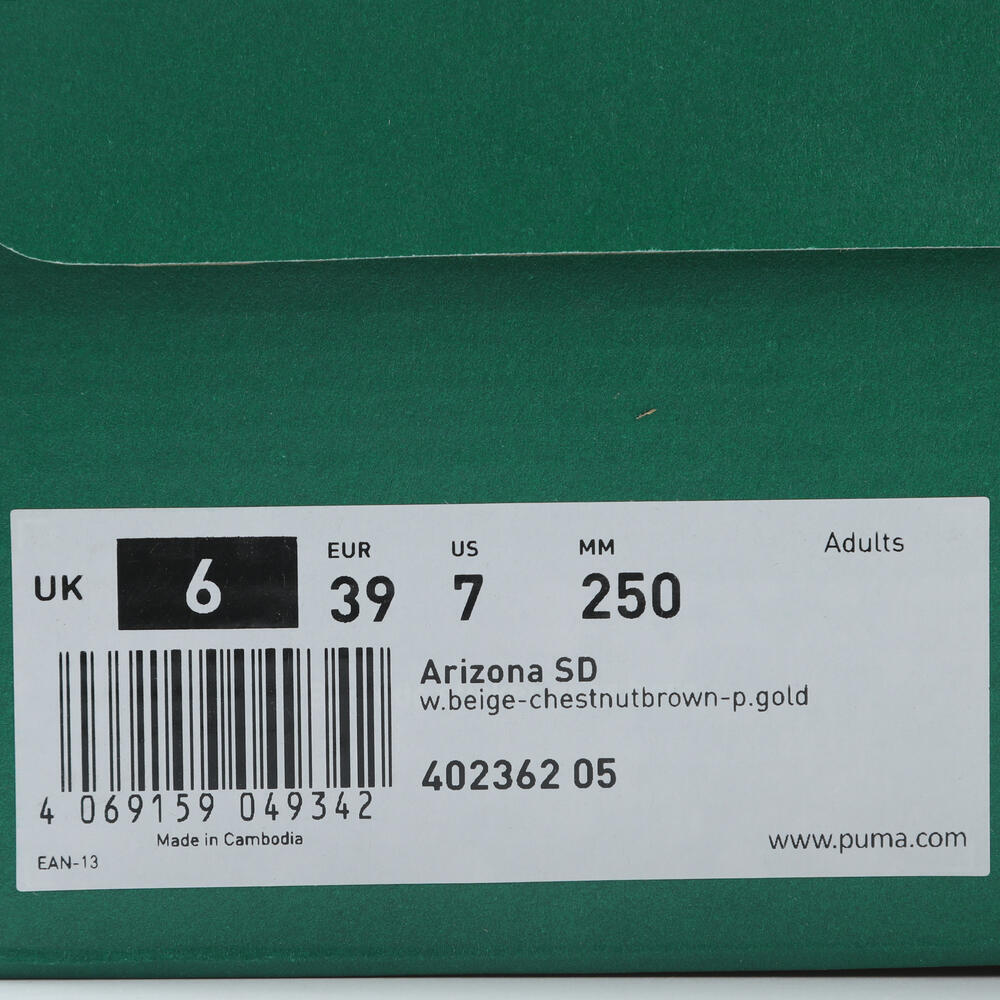 UK 6
EUR 39
US 7
MM 250
Adults
Arizona SD
w.beige-chestnutbrown-p.gold
402362 05
4 069159 049342
Made in Cambodia
EAN-13
www.puma.com